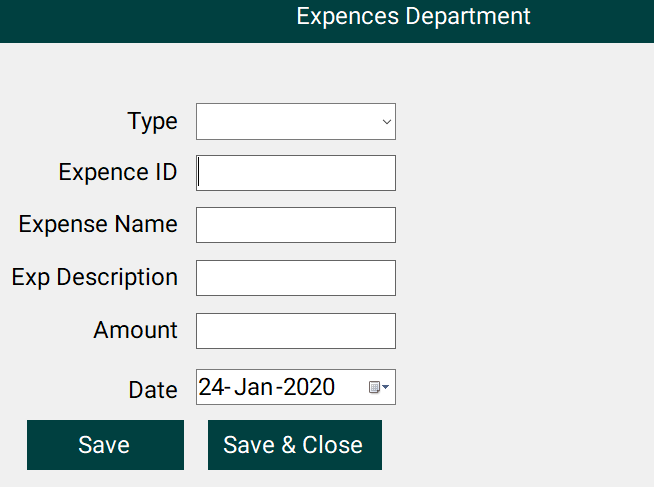 Expences Department
Type
Expence ID
Expense Name
Exp Description
Amount
Date 24-Jan-2020
Save Save & Close